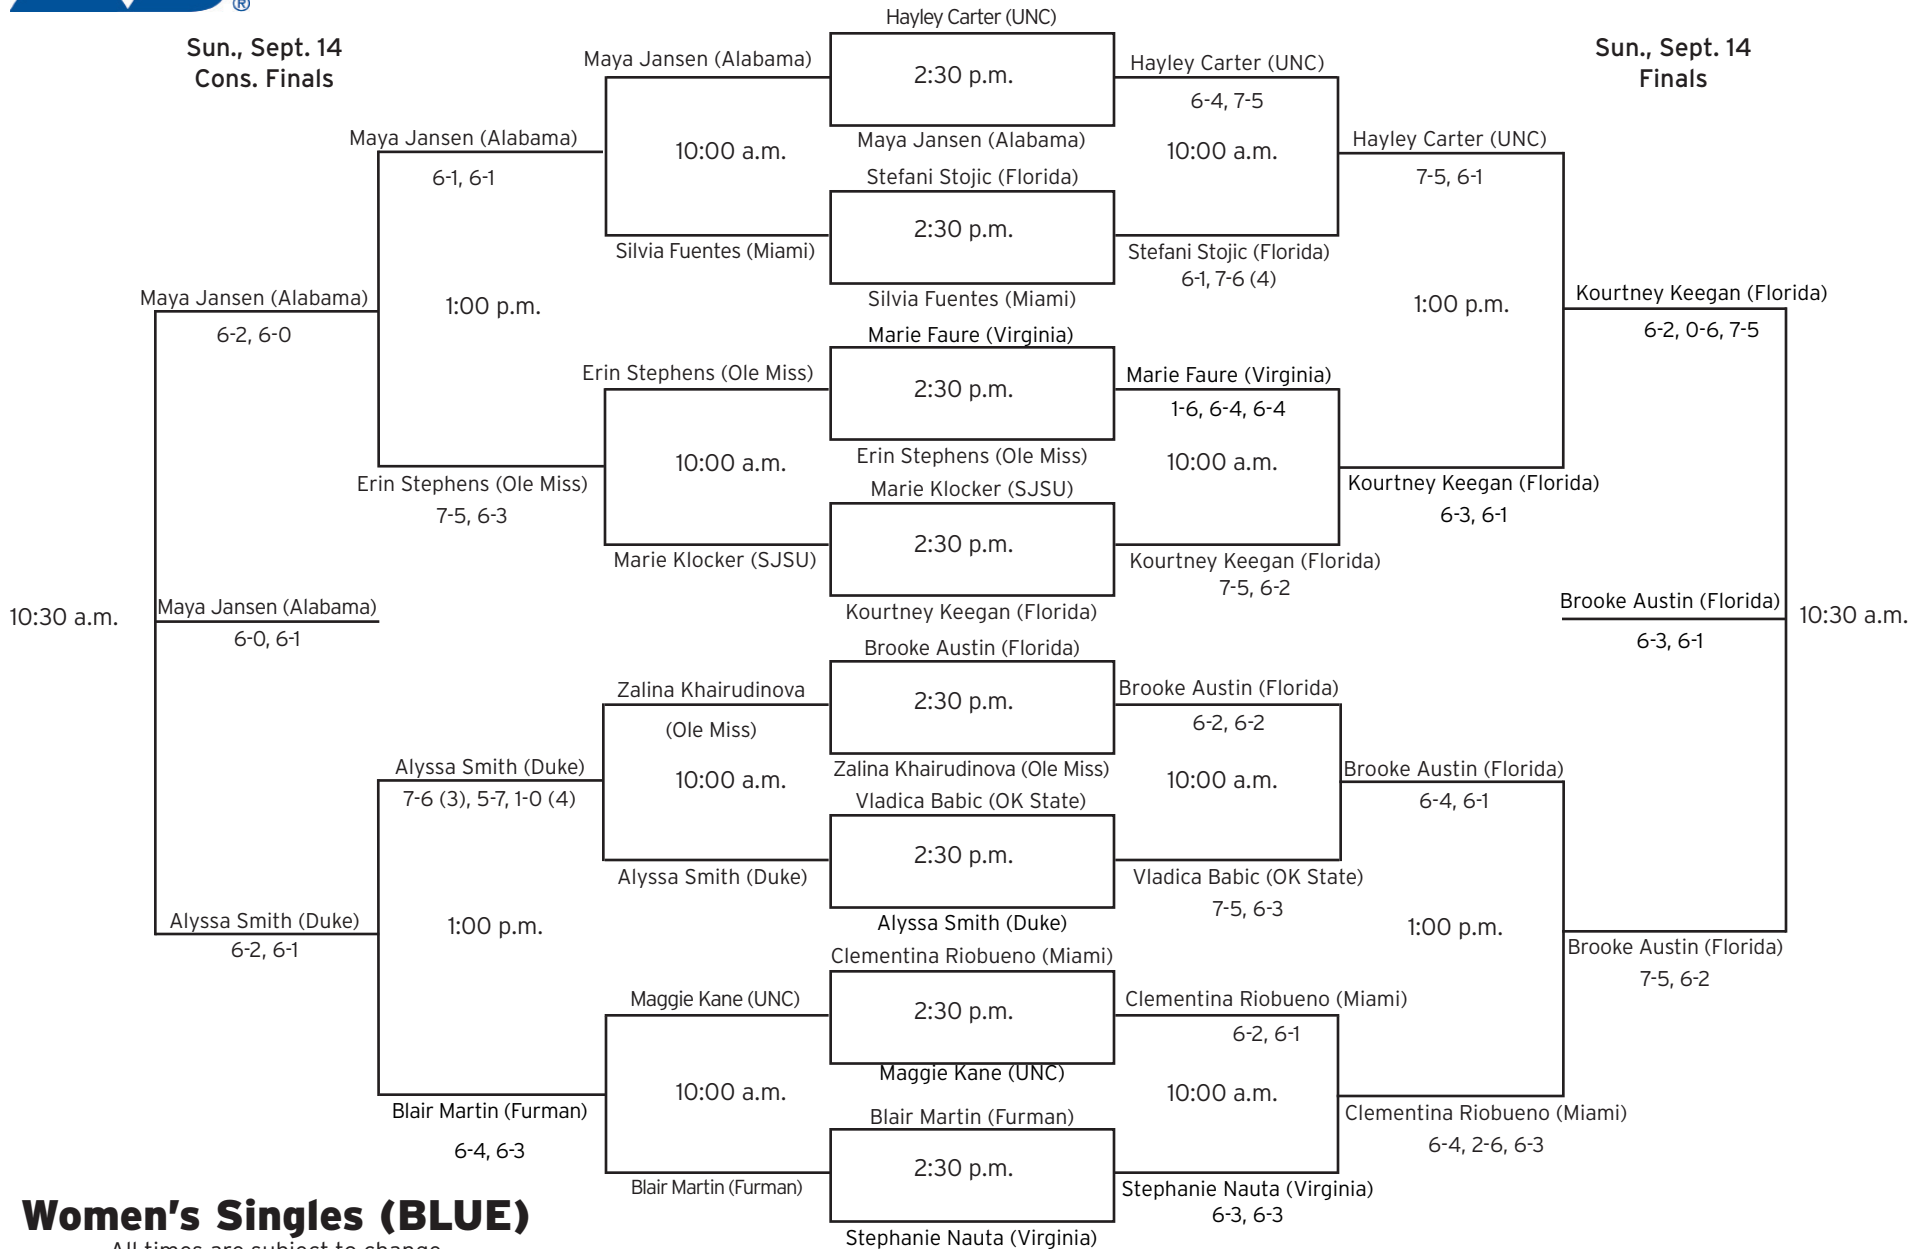 ®
Sun., Sept. 14
Cons. Finals
Sun., Sept. 14
Finals
10:30 a.m.
Maya Jansen (Alabama)
6-2, 6-0
Maya Jansen (Alabama)
6-0, 6-1
Alyssa Smith (Duke)
6-2, 6-1
Maya Jansen (Alabama)
6-1, 6-1
1:00 p.m.
Erin Stephens (Ole Miss)
7-5, 6-3
Alyssa Smith (Duke)
7-6 (3), 5-7, 1-0 (4)
1:00 p.m.
Blair Martin (Furman)
6-4, 6-3
Maya Jansen (Alabama)
10:00 a.m.
Silvia Fuentes (Miami)
Erin Stephens (Ole Miss)
10:00 a.m.
Marie Klocker (SJSU)
Zalina Khairudinova
(Ole Miss)
10:00 a.m.
Alyssa Smith (Duke)
Maggie Kane (UNC)
10:00 a.m.
Blair Martin (Furman)
Hayley Carter (UNC)
2:30 p.m.
Maya Jansen (Alabama)
Stefani Stojic (Florida)
2:30 p.m.
Silvia Fuentes (Miami)
Marie Faure (Virginia)
2:30 p.m.
Erin Stephens (Ole Miss)
Marie Klocker (SJSU)
2:30 p.m.
Kourtney Keegan (Florida)
Brooke Austin (Florida)
2:30 p.m.
Zalina Khairudinova (Ole Miss)
Vladica Babic (OK State)
2:30 p.m.
Alyssa Smith (Duke)
Clementina Riobueno (Miami)
2:30 p.m.
Maggie Kane (UNC)
Blair Martin (Furman)
2:30 p.m.
Stephanie Nauta (Virginia)
Hayley Carter (UNC)
6-4, 7-5
10:00 a.m.
Stefani Stojic (Florida)
6-1, 7-6 (4)
Marie Faure (Virginia)
1-6, 6-4, 6-4
10:00 a.m.
Kourtney Keegan (Florida)
7-5, 6-2
Brooke Austin (Florida)
6-2, 6-2
10:00 a.m.
Vladica Babic (OK State)
7-5, 6-3
Clementina Riobueno (Miami)
6-2, 6-1
10:00 a.m.
Stephanie Nauta (Virginia)
6-3, 6-3
Hayley Carter (UNC)
7-5, 6-1
1:00 p.m.
Kourtney Keegan (Florida)
6-3, 6-1
Brooke Austin (Florida)
6-4, 6-1
1:00 p.m.
Clementina Riobueno (Miami)
6-4, 2-6, 6-3
Kourtney Keegan (Florida)
6-2, 0-6, 7-5
Brooke Austin (Florida)
6-3, 6-1
10:30 a.m.
Brooke Austin (Florida)
7-5, 6-2
Women's Singles (BLUE)
All times are subject to change